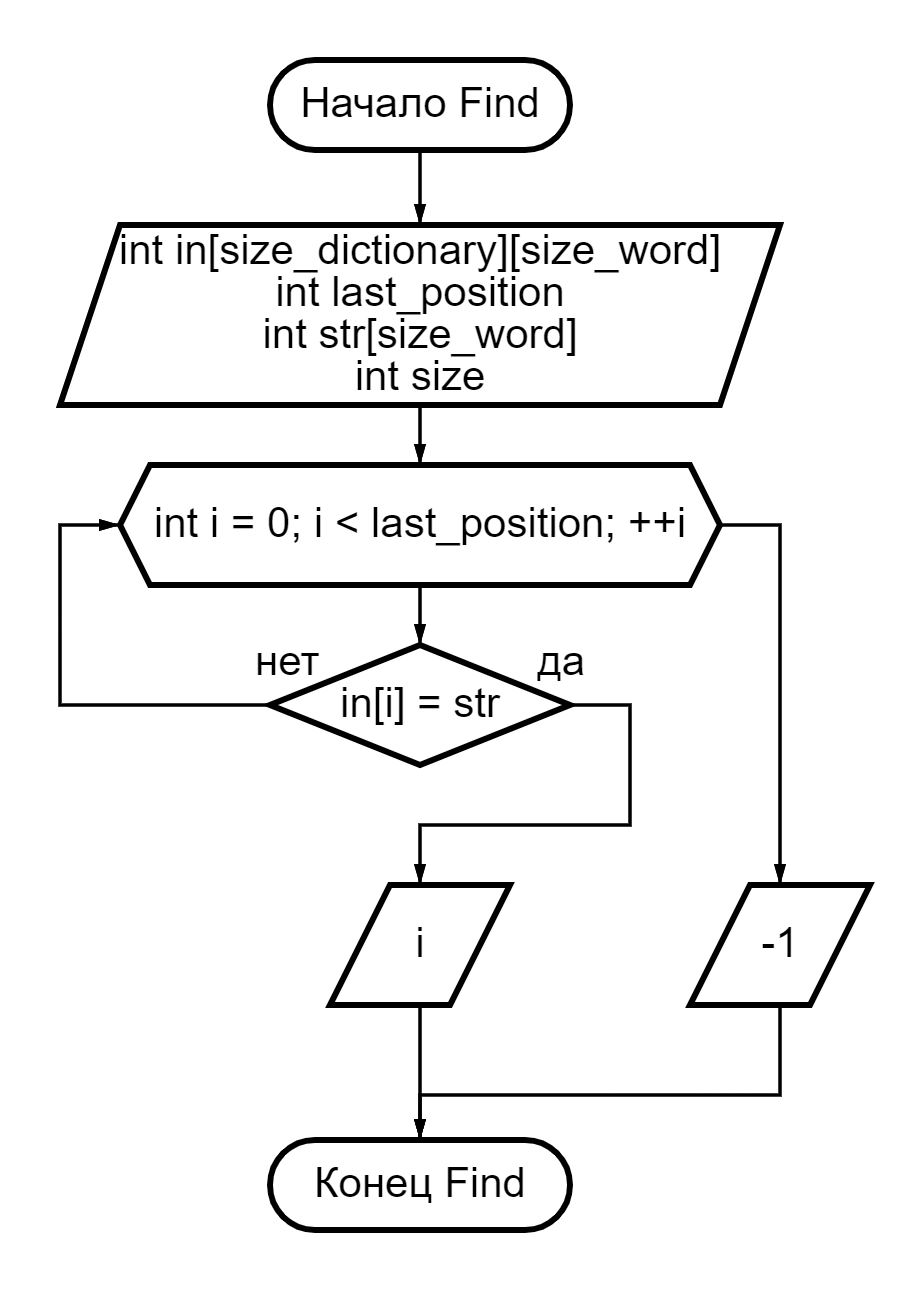 Начало Find
int in[size_dictionary][size_word]
int last_position
int str[size_word]
int size
int i = 0; i < last_position; ++i
нет
да
in[i] = str
i
-1
Конец Find